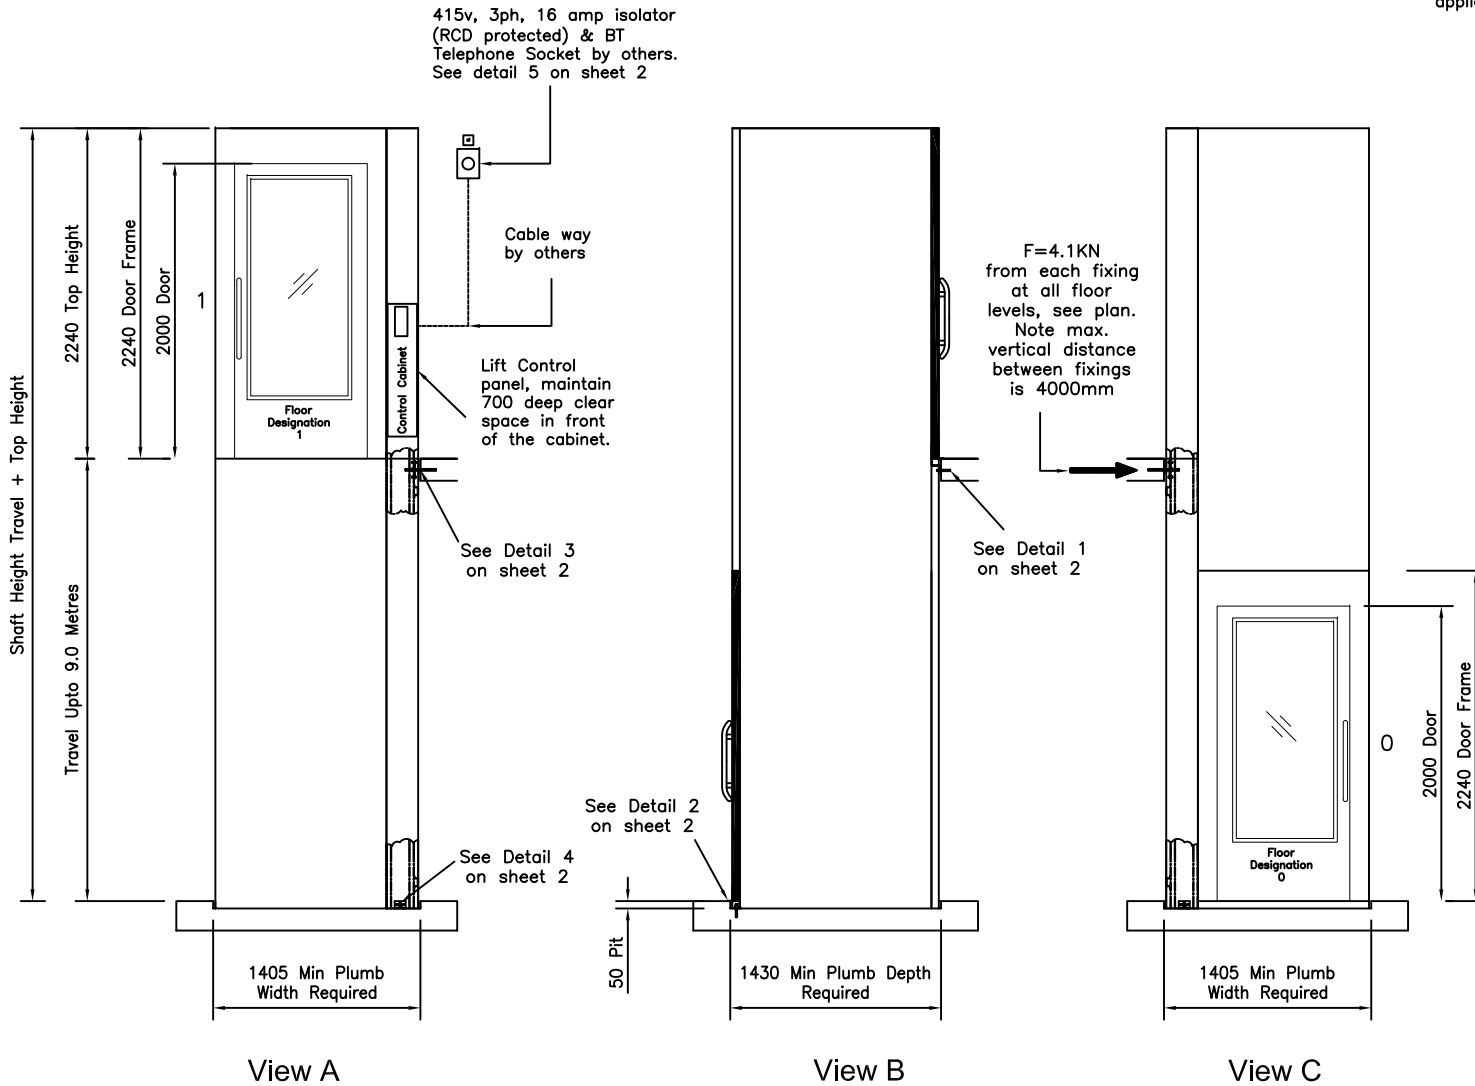 applie
415v, 3ph, 16 amp isolator
(RCD protected) & BT
Telephone Socket by others.
See detail 5 on sheet 2
Shaft Height Travel + Top Height
2240 Top Height
2240 Door Frame
2000 Door
1
Floor
Designation
1
Control Cabinet
Cable way
by others
Lift Control
panel, maintain
700 deep clear
space in front
of the cabinet.
Travel Upto 9.0 Metres
See Detail 3
on sheet 2
See Detail 4
on sheet 2
1405 Min Plumb
Width Required
View A
See Detail 1
on sheet 2
See Detail 2
on sheet 2
50 Pit
1430 Min Plumb Depth
Required
View B
F=4.1KN
from each fixing
at all floor
levels, see plan.
Note max.
vertical distance
between fixings
is 4000mm
Floor
Designation
0
0
2000 Door
2240 Door Frame
1405 Min Plumb
Width Required
View C